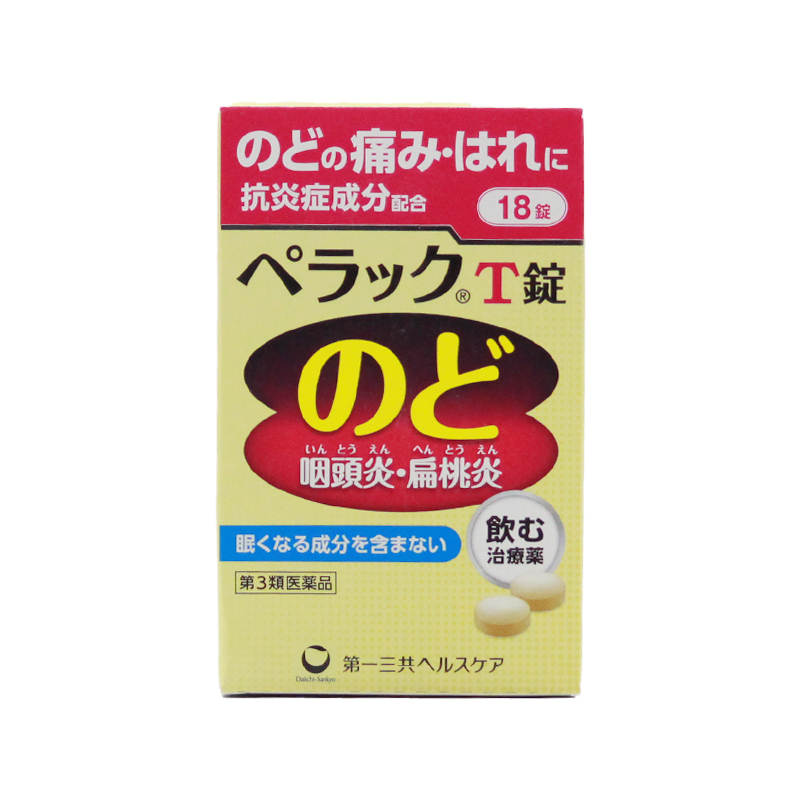 のどの痛み・はれに
抗炎症成分配合
18錠
ペラック®T錠
のど
いんとうえん へんとうえん
咽頭炎・扁桃炎
飲む
治療薬
眠くなる成分を含まない
第3類医薬品
Daiichi-Sankyo
第一三共ヘルスケア